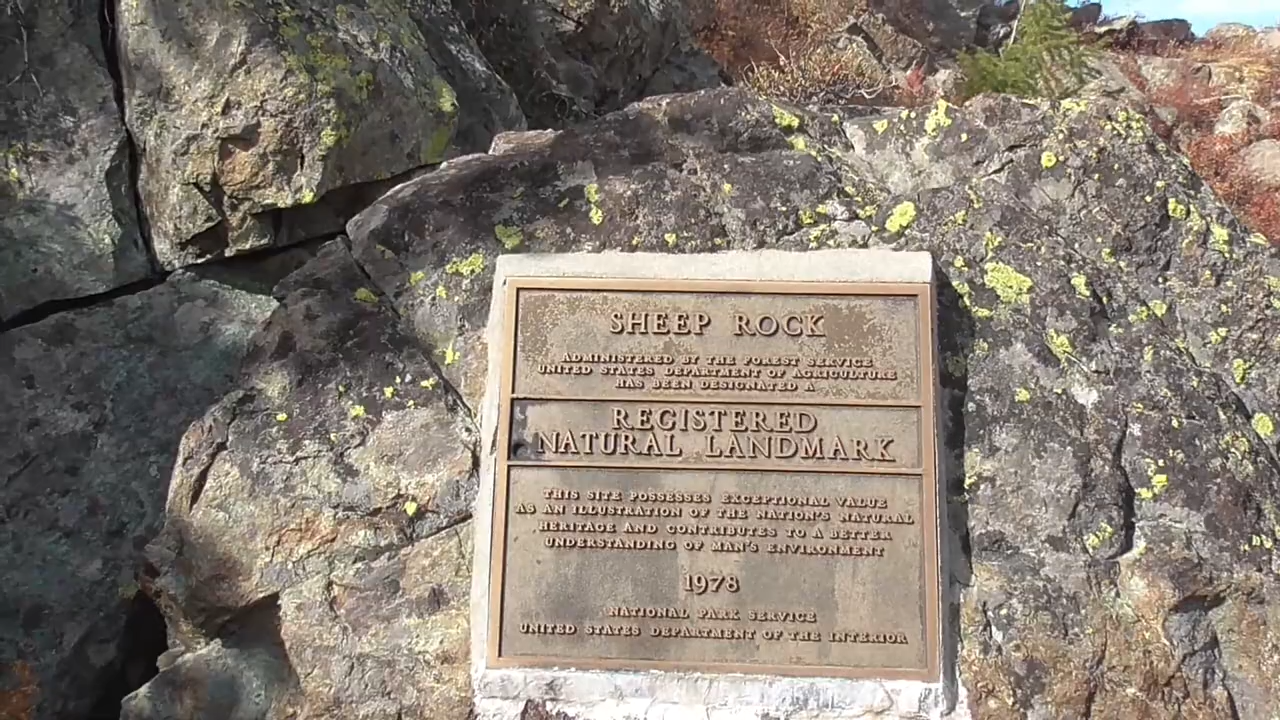 SHEEP ROCK
ADMINISTERED BY THE FOREST SERVICE
UNITED STATES DEPARTMENT OF AGRICULTURE
HAS BEEN DESIGNATED A
REGISTERED
NATURAL LANDMARK
THIS SITE POSSESSES EXCEPTIONAL VALUE
AS AN ILLUSTRATION OF THE NATION'S NATURAL
HERITAGE AND CONTRIBUTES TO A BETTER
UNDERSTANDING OF MAN'S ENVIRONMENT
1978
NATIONAL PARK SERVICE
UNITED STATES DEPARTMENT OF THE INTERIOR